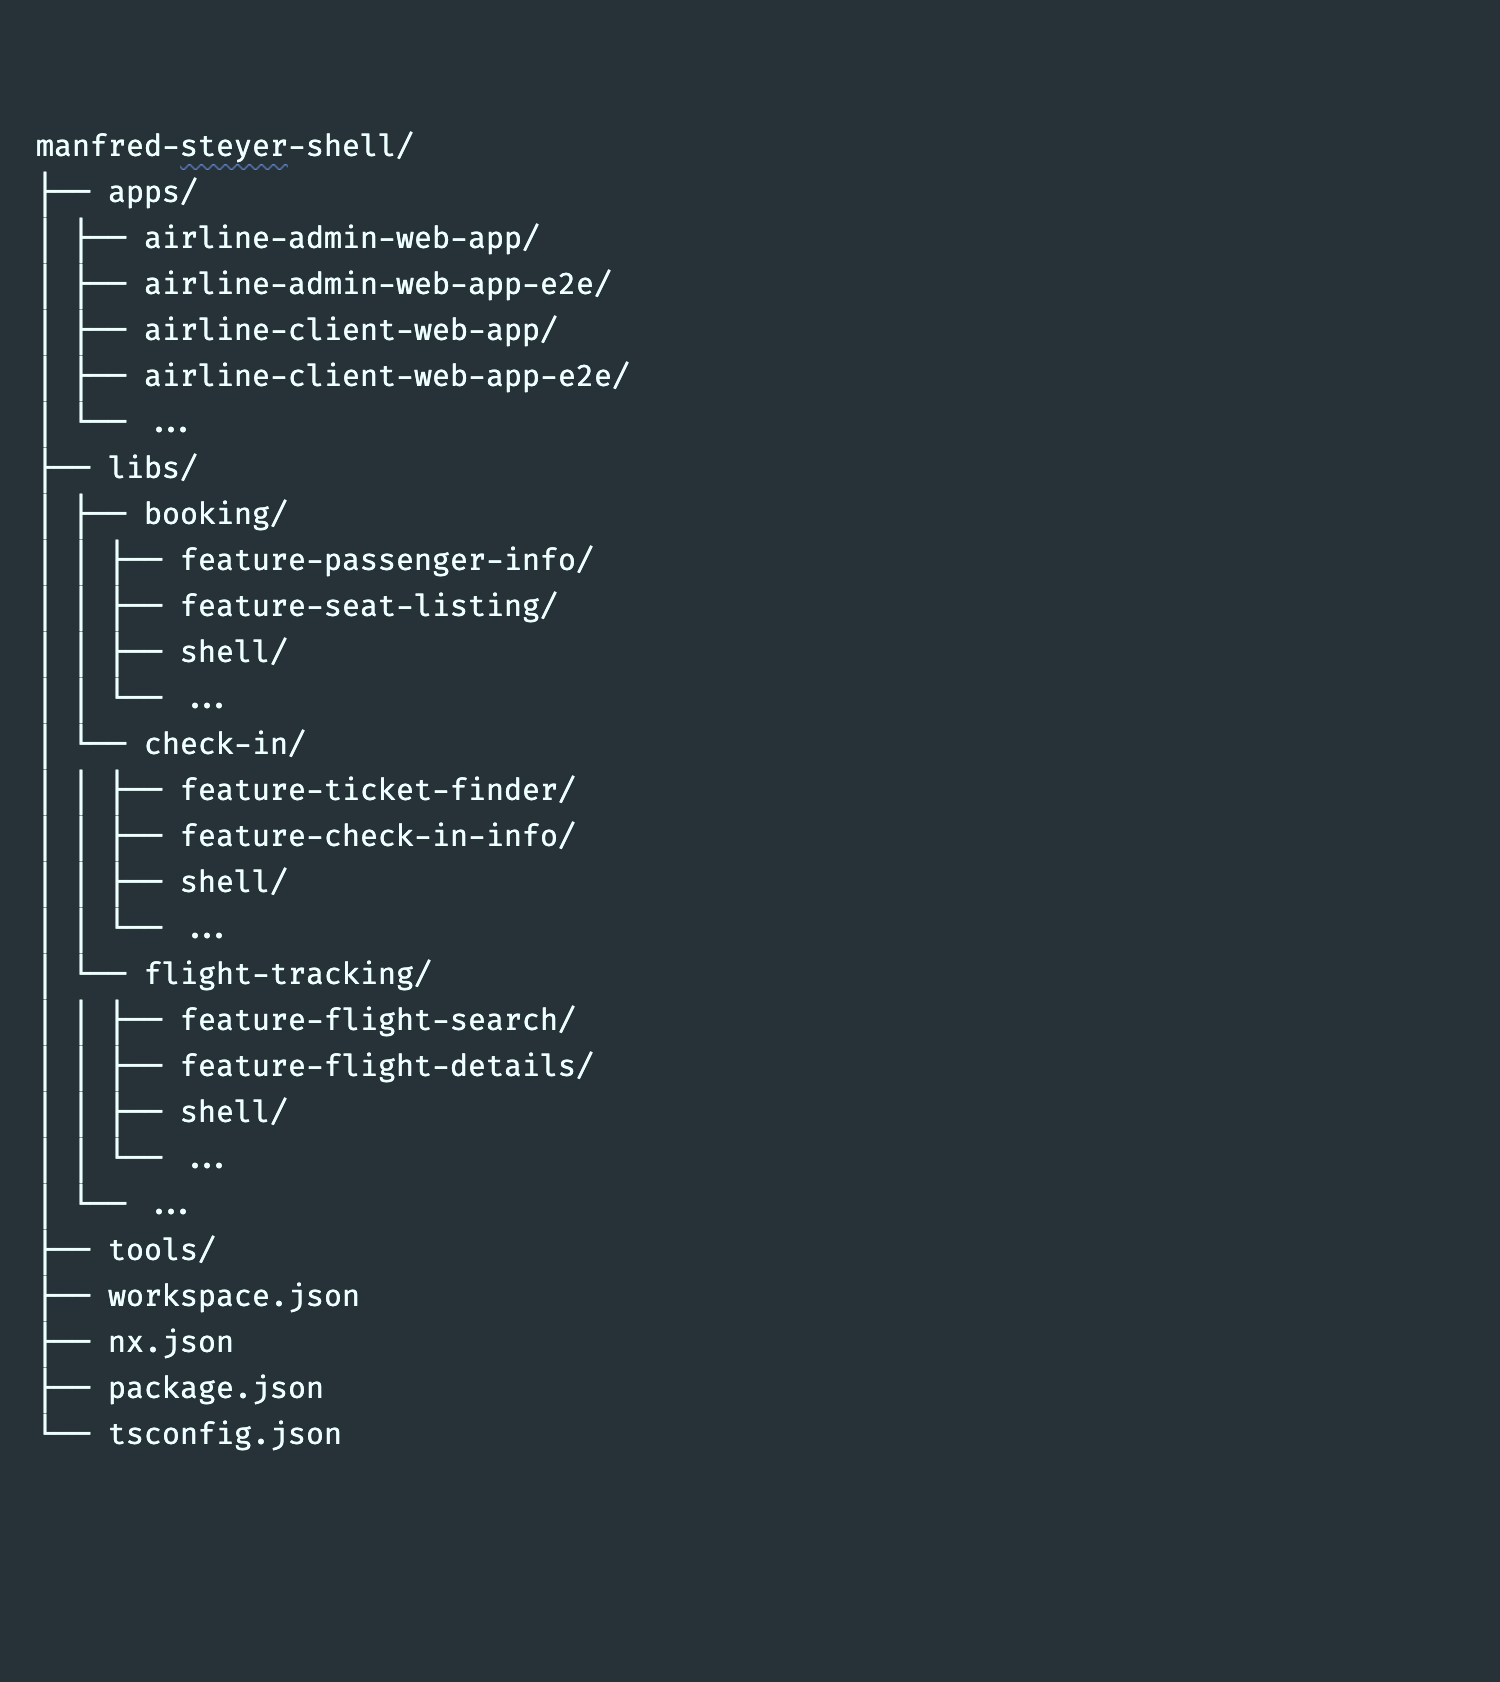 manfred-steyer-shell/
├── apps/
│ ├── airline-admin-web-app/
│ ├── airline-admin-web-app-e2e/
│ ├── airline-client-web-app/
│ ├── airline-client-web-app-e2e/
│ └── ...
├── libs/
│ ├── booking/
│ │ ├── feature-passenger-info/
│ │ ├── feature-seat-listing/
│ │ ├── shell/
│ │ └── ...
│ └── check-in/
│ │ ├── feature-ticket-finder/
│ │ ├── feature-check-in-info/
│ │ ├── shell/
│ │ └── ...
│ └── flight-tracking/
│ │ ├── feature-flight-search/
│ │ ├── feature-flight-details/
│ │ ├── shell/
│ │ └── ...
│ └── ...
├── tools/
├── workspace.json
├── nx.json
├── package.json
└── tsconfig.json